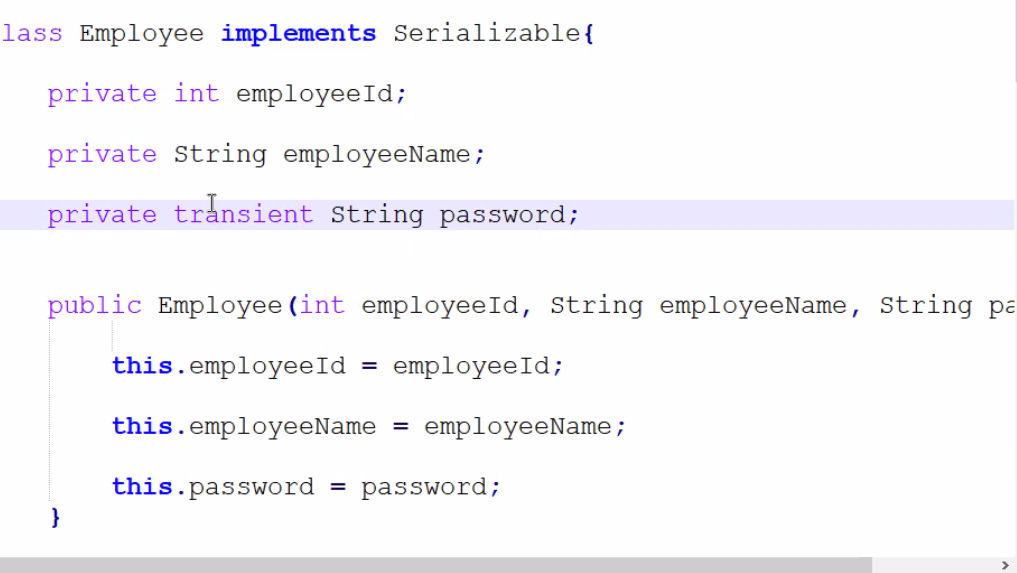 lass Employee implements Serializable{
private int employeeId;
private String employeeName;
private transient String password;
public Employee(int employeeId, String employeeName, String pa
this.employeeId = employeeId;
this.employeeName = employeeName;
this.password = password;
}